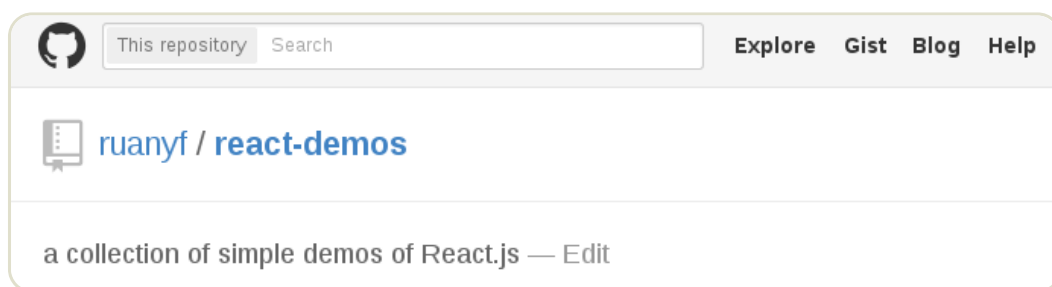 This repository Search Explore Gist Blog Help
ruanyf / react-demos
a collection of simple demos of React.js — Edit